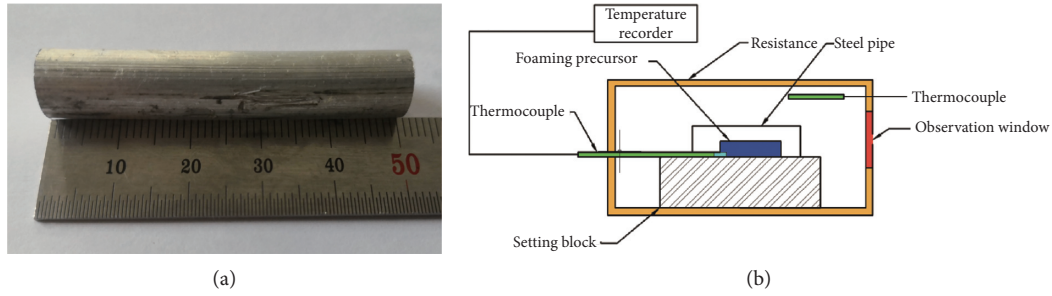 10 20 30 40 50
(a)
Temperature
recorder
Foaming precursor
Resistance
Steel pipe
Thermocouple
Thermocouple
Observation window
Setting block
(b)